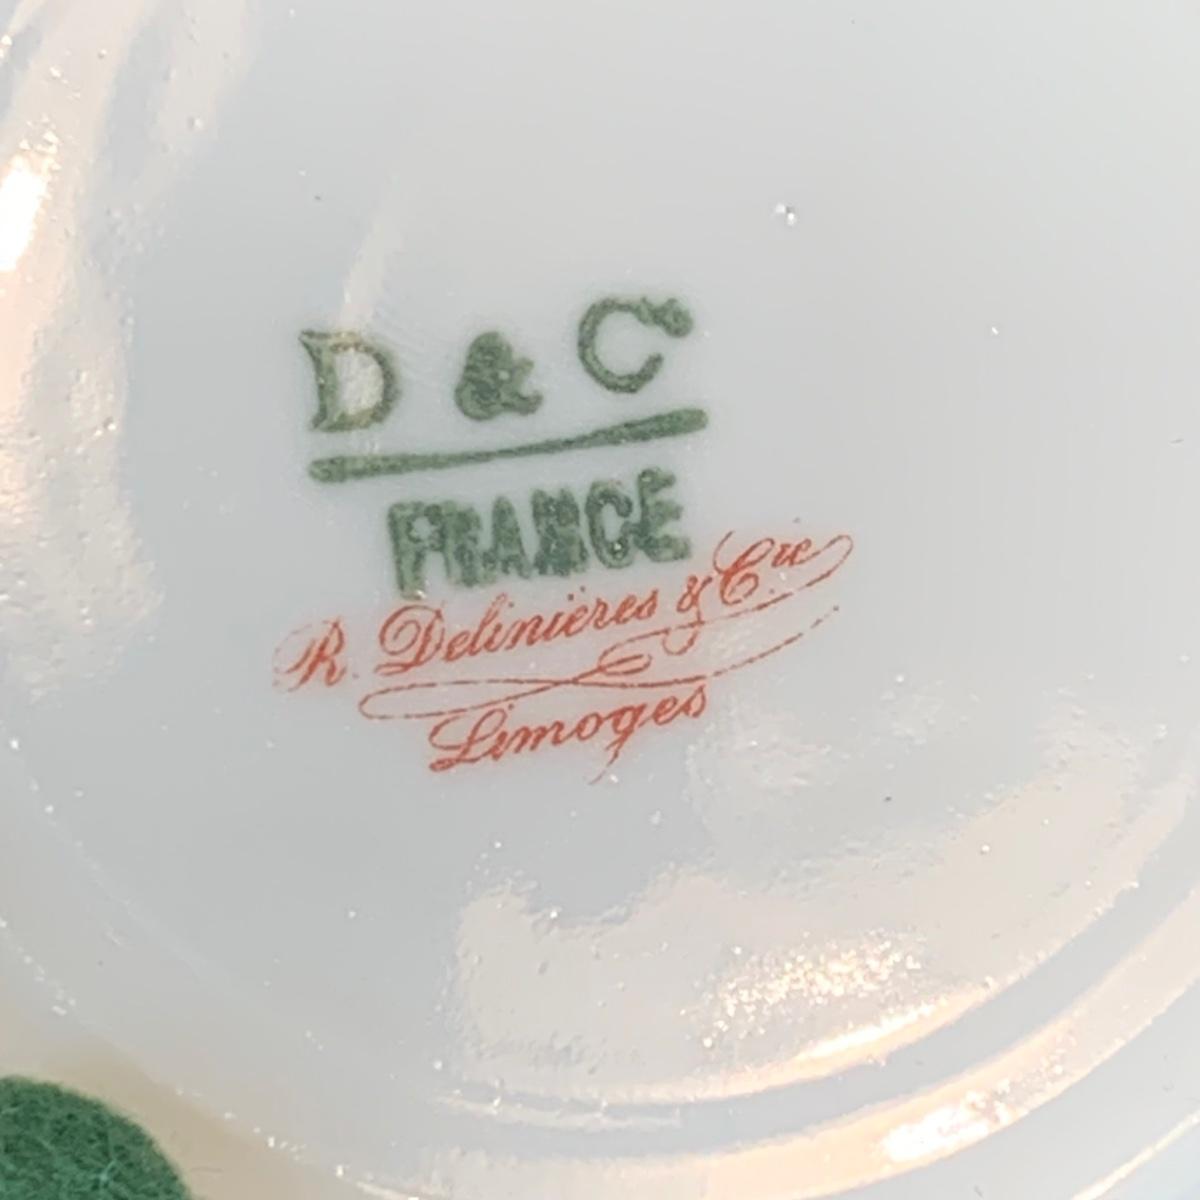 D & Cº
FRANCE
R. Delinières & Cie
Limoges